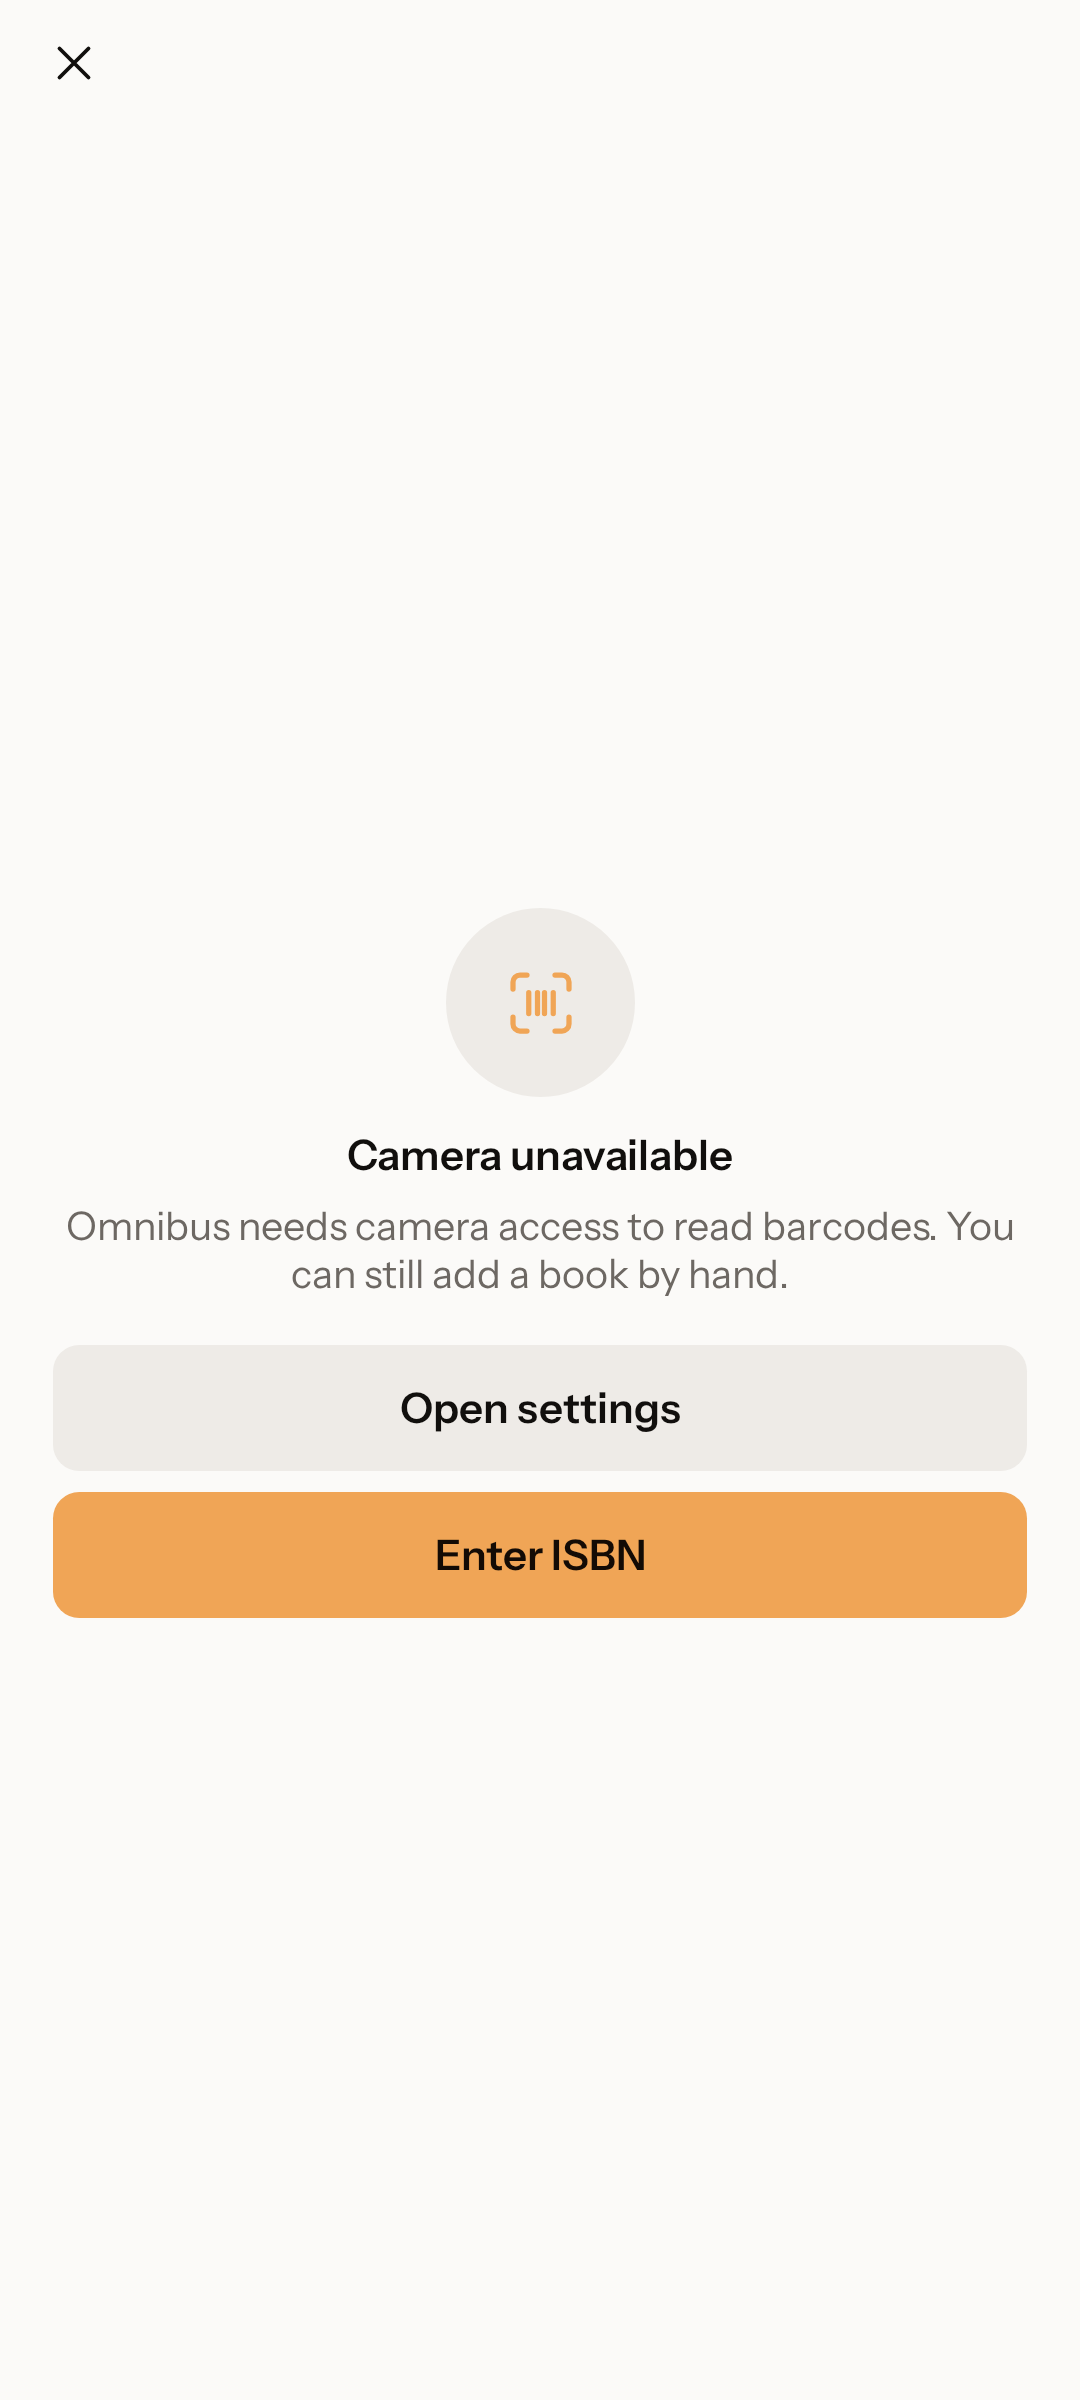 Camera unavailable
Omnibus needs camera access to read barcodes. You
can still add a book by hand.
Open settings
Enter ISBN